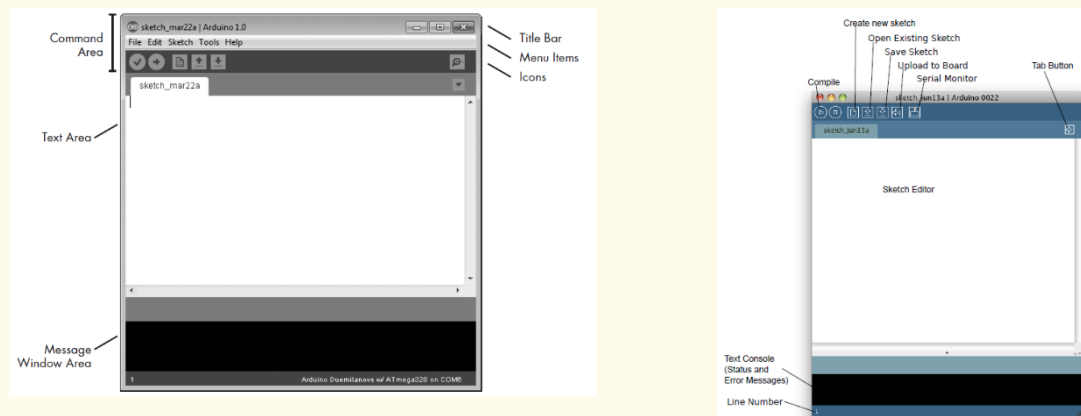 Command
Area
sketch_mar22a | Arduino 1.0
File Edit Sketch Tools Help
sketch_mar22a
Title Bar
Menu Items
Icons
Text Area
Message
Window Area
1
Arduino Duemilanove w/ ATmega328 on COM6
Create new sketch
Open Existing Sketch
Save Sketch
Upload to Board
Serial Monitor
Tab Button
Compile
sketch_jun13a | Arduino 0022
sketch_jun13a
Sketch Editor
Text Console
(Status and
Error Messages)
Line Number
1